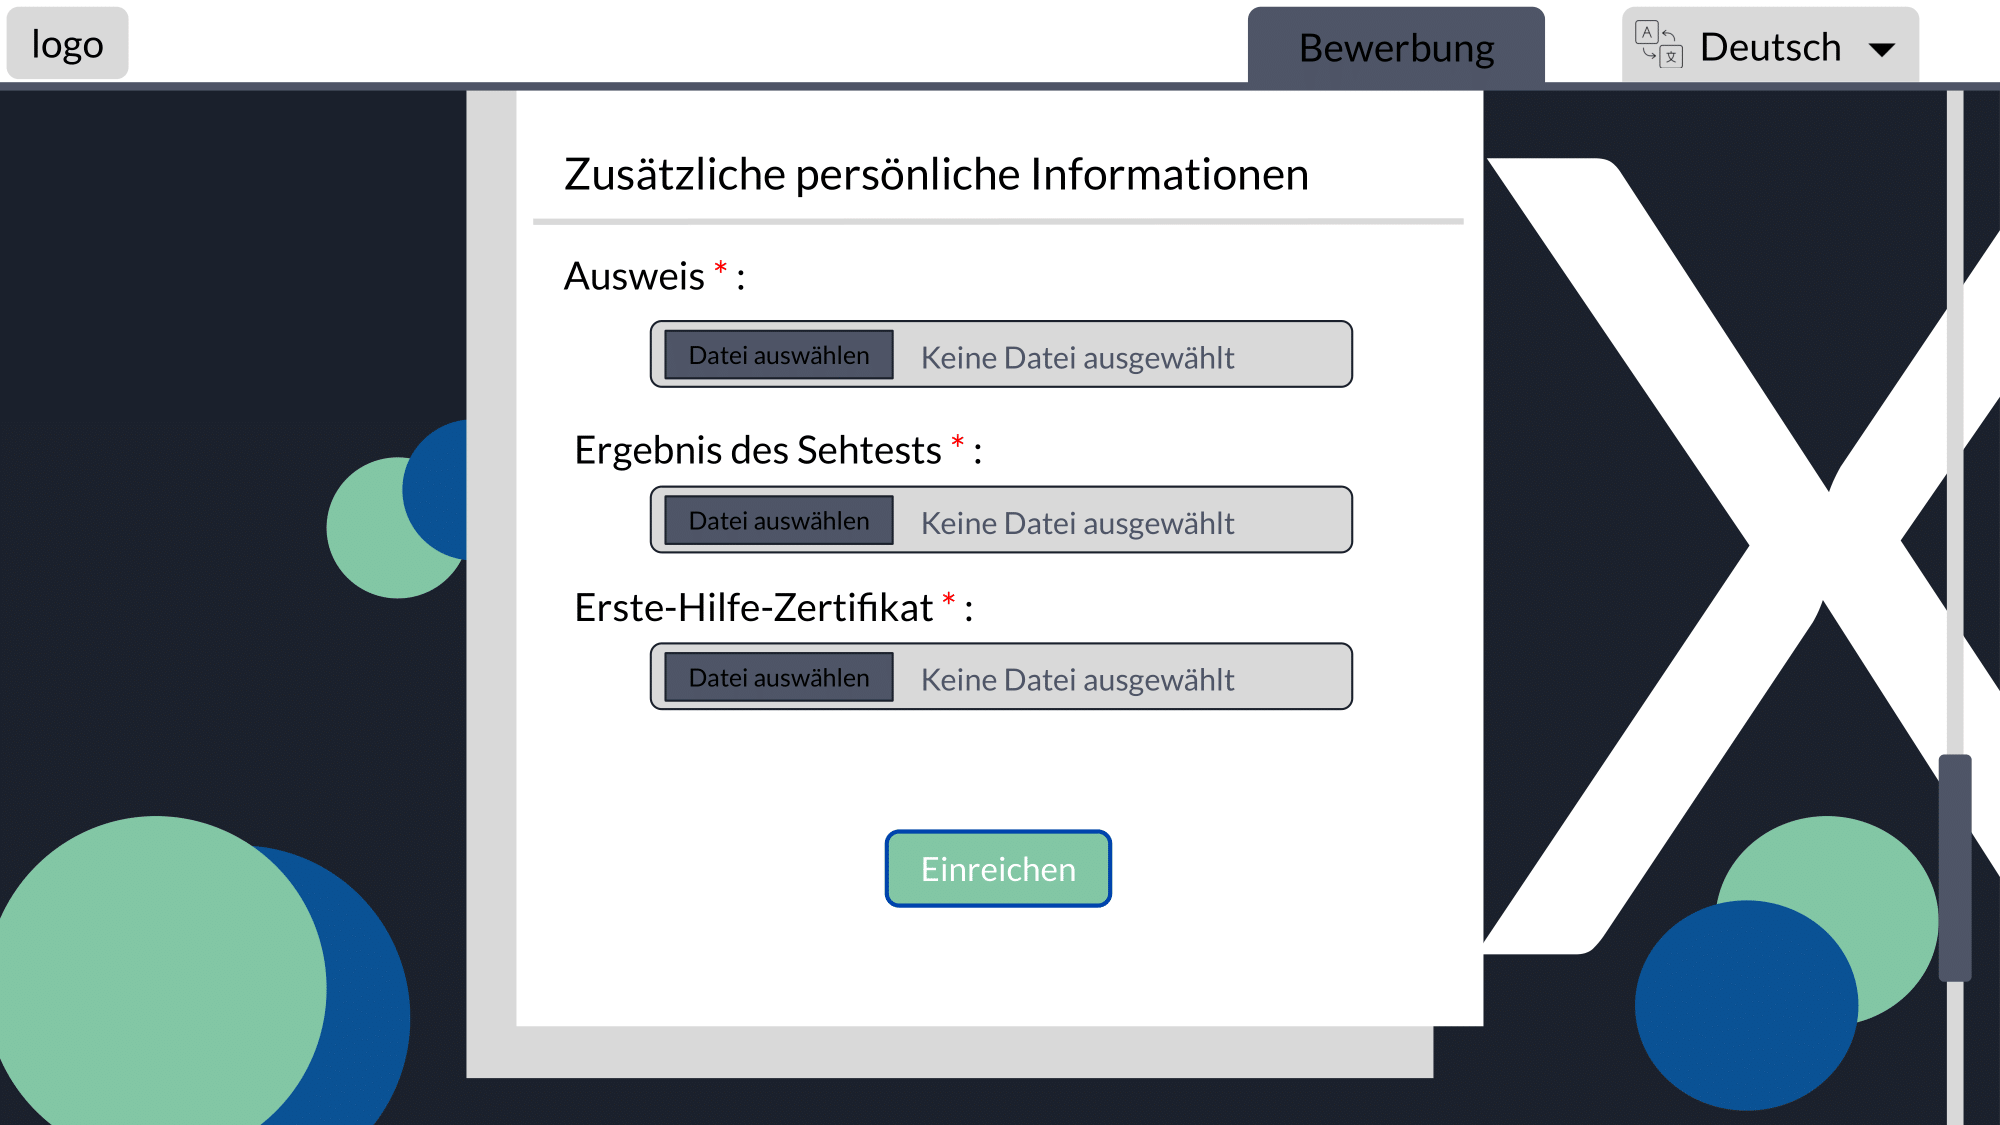 logo
Bewerbung
Deutsch
Zusätzliche persönliche Informationen
Ausweis * :
Datei auswählen Keine Datei ausgewählt
Ergebnis des Sehtests * :
Datei auswählen Keine Datei ausgewählt
Erste-Hilfe-Zertifikat * :
Datei auswählen Keine Datei ausgewählt
Einreichen